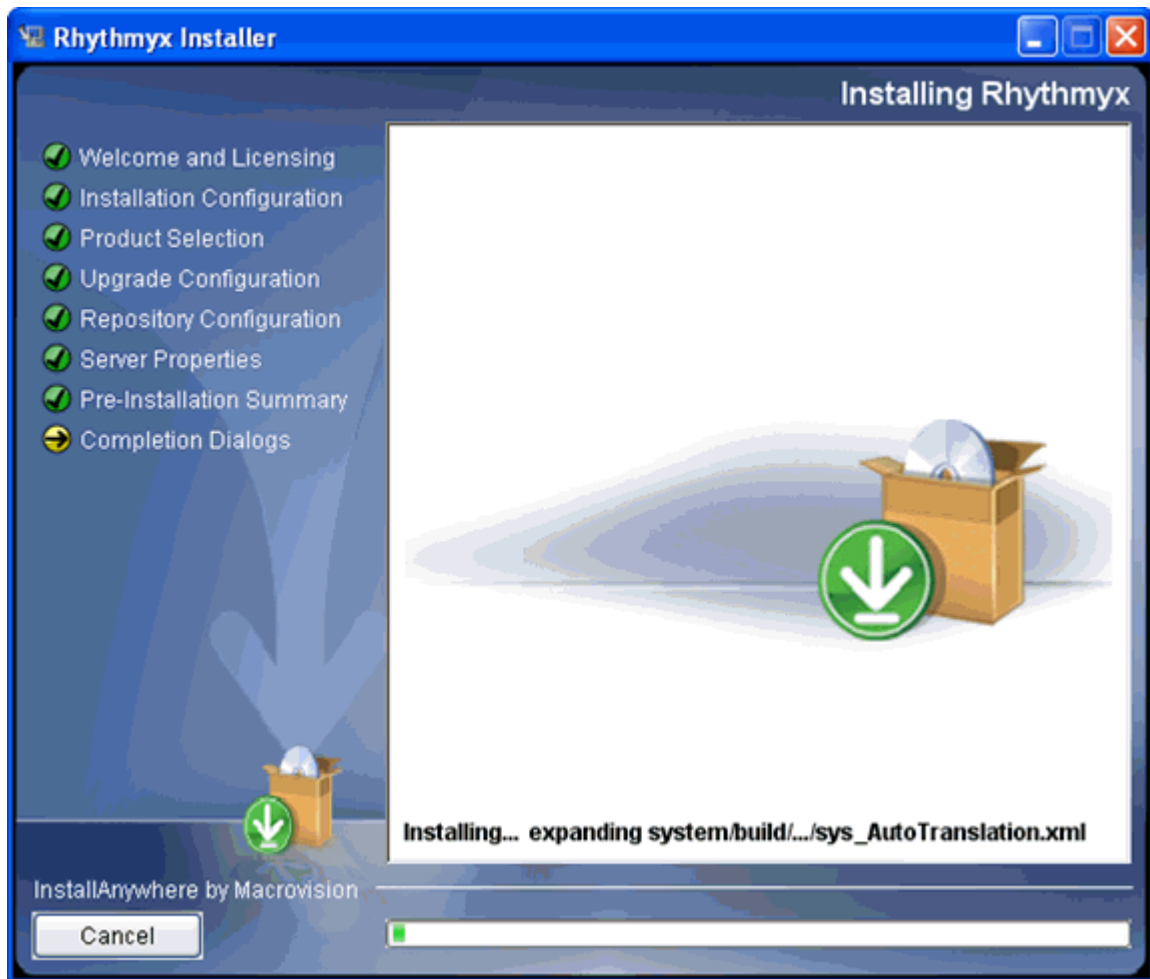 Rhythmyx Installer
Installing Rhythmyx
Welcome and Licensing
Installation Configuration
Product Selection
Upgrade Configuration
Repository Configuration
Server Properties
Pre-Installation Summary
Completion Dialogs
Installing... expanding system/build/.../sys_AutoTranslation.xml
InstallAnywhere by Macrovision
Cancel